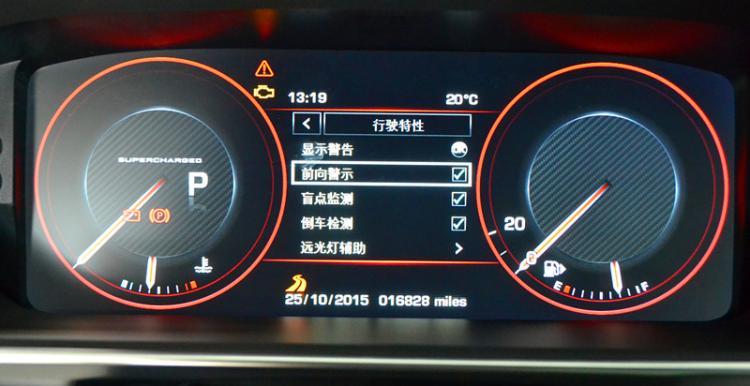 13:19 20°C
行驶特性
显示警告
SUPERCHARGED
前向警示
P
盲点监测
倒车检测
20
远光灯辅助
0
E F
25/10/2015 016828 miles